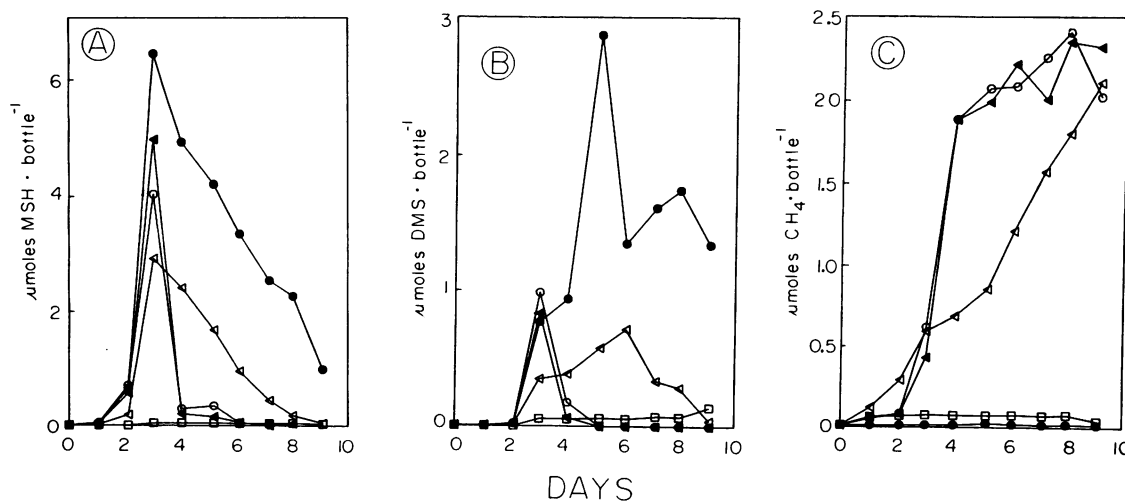 A
μmoles MSH · bottle⁻¹
6
4
2
0
0 2 4 6 8 10
B
μmoles DMS · bottle⁻¹
3
2
1
0
0 2 4 6 8 10
C
μmoles CH₄· bottle⁻¹
2.5
2.0
1.5
1.0
0.5
0
0 2 4 6 8 10
DAYS